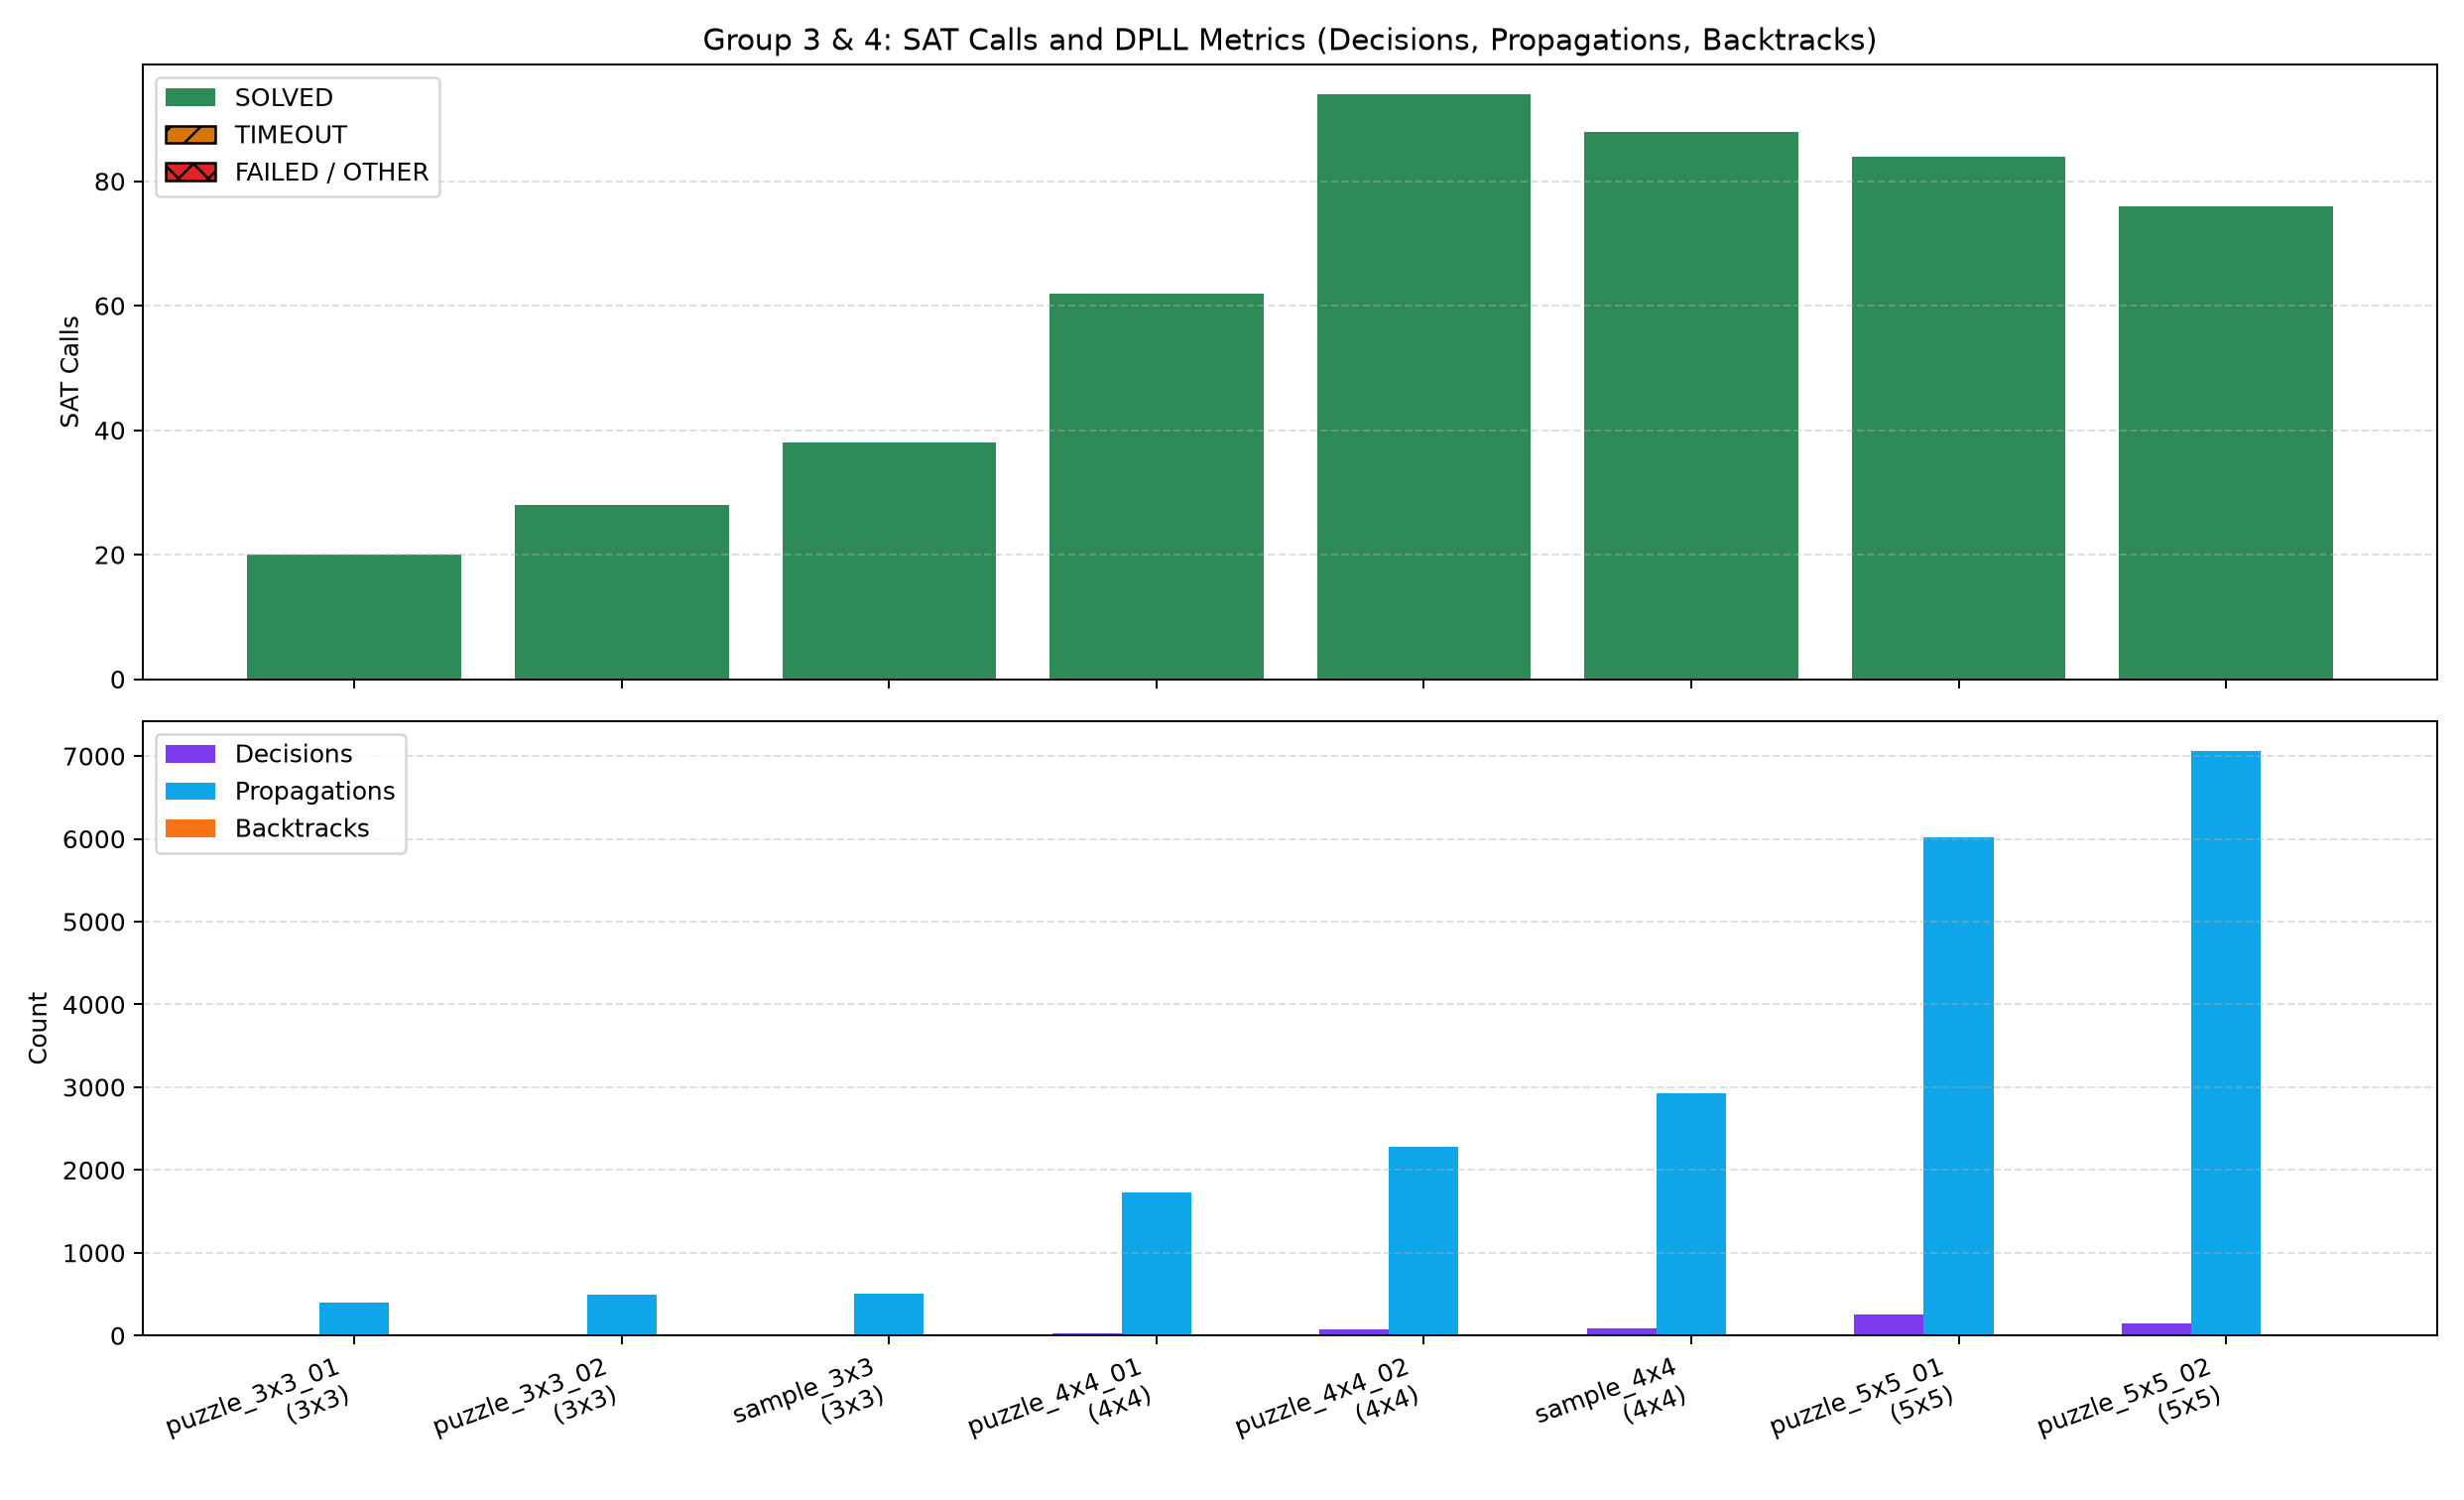 Group 3 & 4: SAT Calls and DPLL Metrics (Decisions, Propagations, Backtracks)
SOLVED
TIMEOUT
FAILED / OTHER
SAT Calls
80
60
40
20
0
Decisions
Propagations
Backtracks
Count
7000
6000
5000
4000
3000
2000
1000
0
puzzle_3x3_01
(3x3)
puzzle_3x3_02
(3x3)
sample_3x3
(3x3)
puzzle_4x4_01
(4x4)
puzzle_4x4_02
(4x4)
sample_4x4
(4x4)
puzzle_5x5_01
(5x5)
puzzle_5x5_02
(5x5)